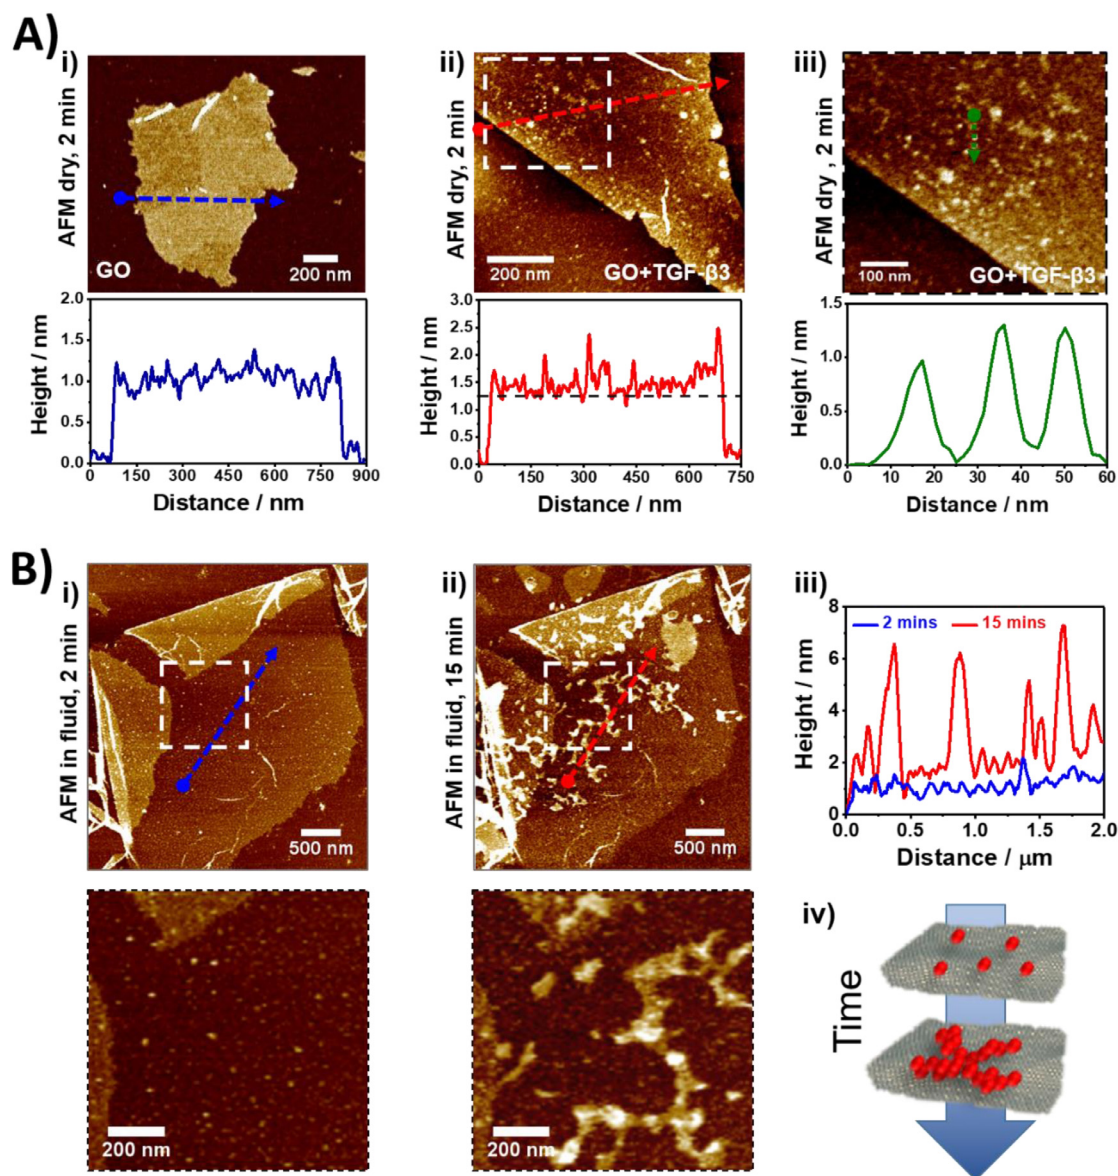 A)
i)
AFM dry, 2 min
GO
200 nm
2.0
1.5
1.0
0.5
0.0
Height / nm
0 150 300 450 600 750 900
Distance / nm
ii)
AFM dry, 2 min
200 nm
GO+TGF-β3
3.0
2.5
2.0
1.5
1.0
0.5
0.0
Height / nm
0 150 300 450 600 750
Distance / nm
iii)
AFM dry , 2 min
100 nm
GO+TGF-β3
1.5
1.0
0.5
0.0
Height / nm
0 10 20 30 40 50 60
Distance / nm
B)
i)
AFM in fluid, 2 min
500 nm
200 nm
ii)
AFM in fluid, 15 min
500 nm
200 nm
iii)
2 mins 15 mins
8
6
4
2
0
Height / nm
0.0 0.5 1.0 1.5 2.0
Distance / μm
iv)
Time